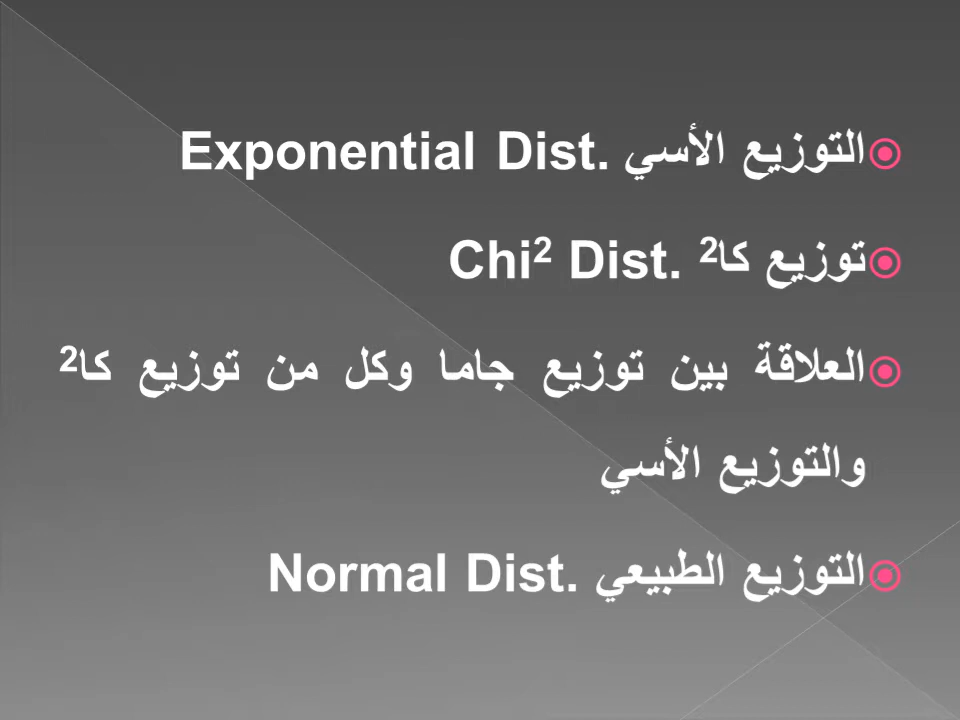 التوزيع الأسي Exponential Dist.
توزيع كا² Chi² Dist.
العلاقة بين توزيع جاما وكل من توزيع كا²
والتوزيع الأسي
التوزيع الطبيعي Normal Dist.